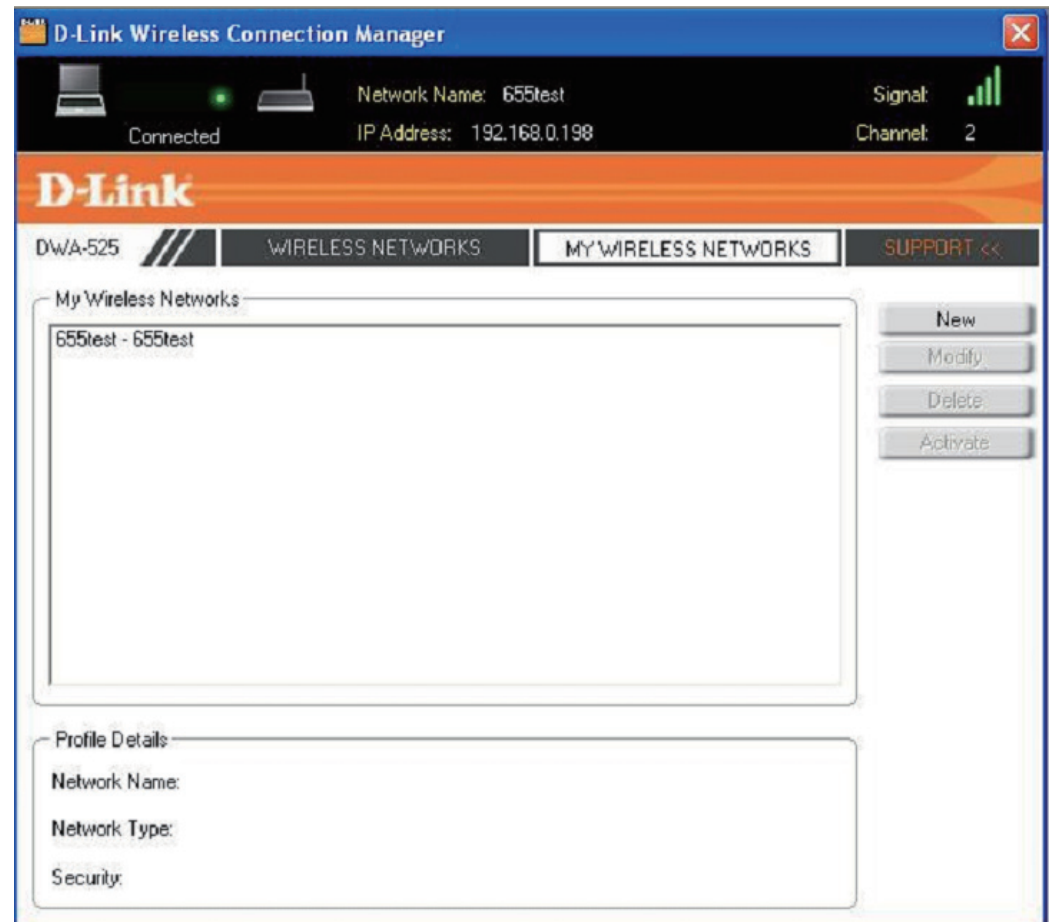 D-Link Wireless Connection Manager
Network Name: 655test
Signal:
Connected
IP Address: 192.168.0.198
Channel: 2
D-Link
DWA-525
WIRELESS NETWORKS
MY WIRELESS NETWORKS
SUPPORT <<
My Wireless Networks
655test - 655test
New
Modify
Delete
Activate
Profile Details
Network Name:
Network Type:
Security: